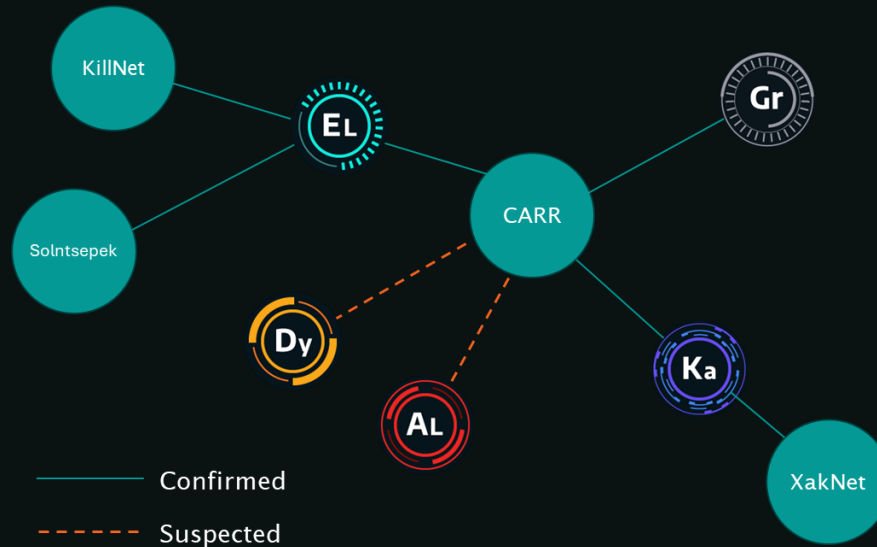 KillNet
EL
Gr
CARR
Solntsepek
Dy
Ka
AL
Confirmed
XakNet
Suspected